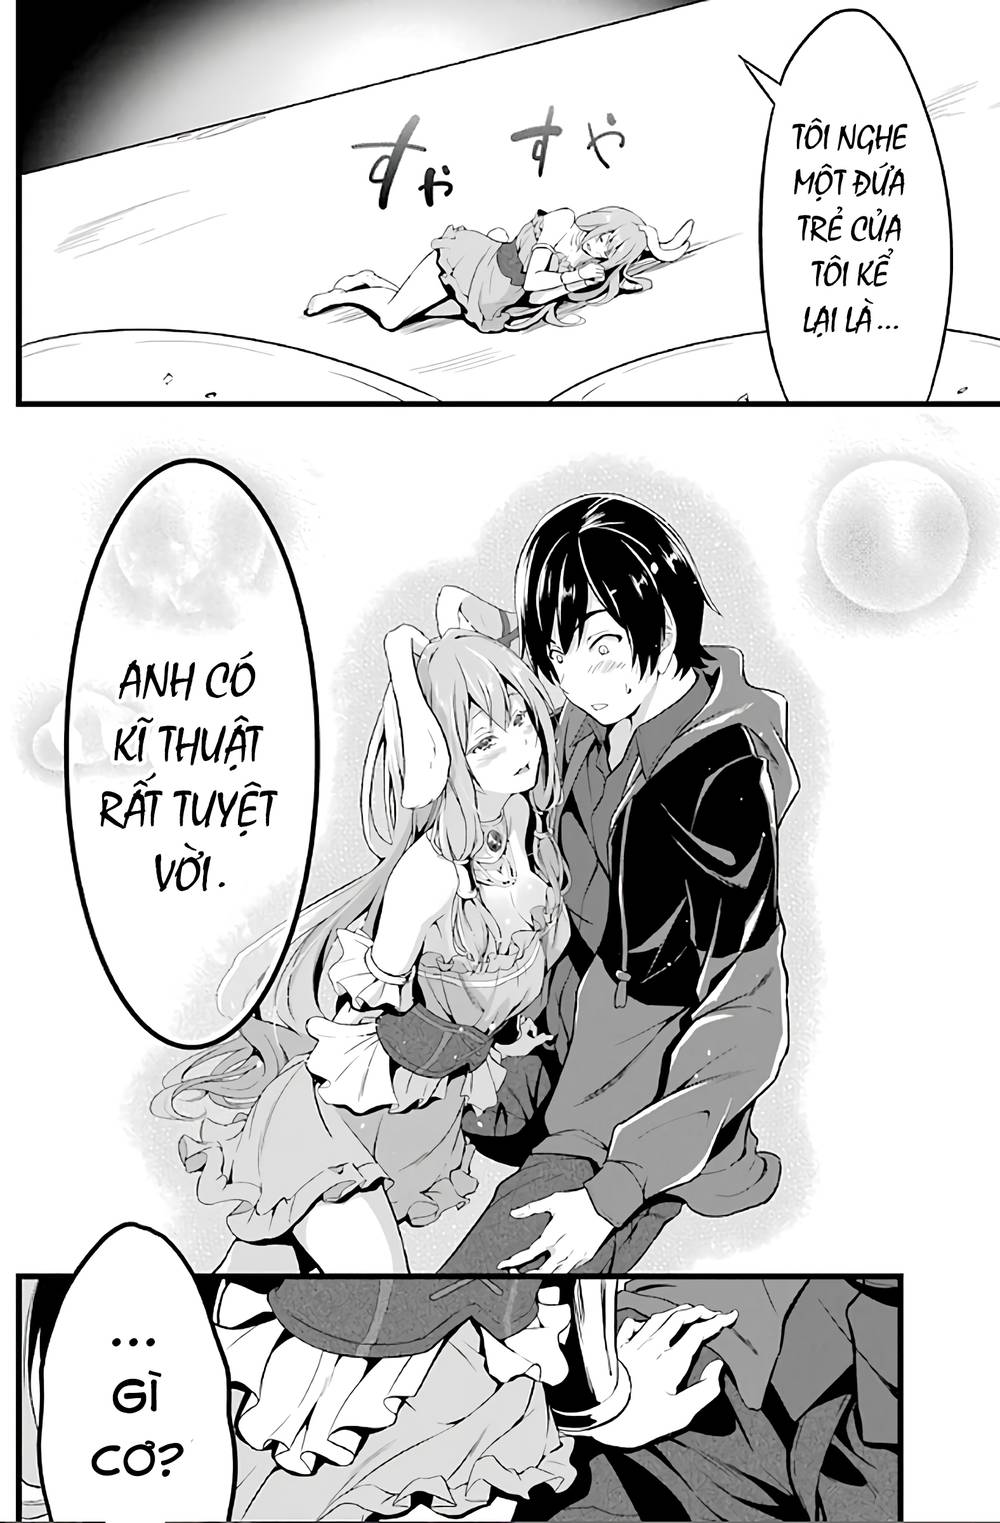 TÔI NGHE
MỘT ĐỨA
TRẺ CỦA
TÔI KỂ
LẠI LÀ...
すや
すや
ANH CÓ
KĨ THUẬT
RẤT TUYỆT
VỜI.
...
GÌ
CƠ?